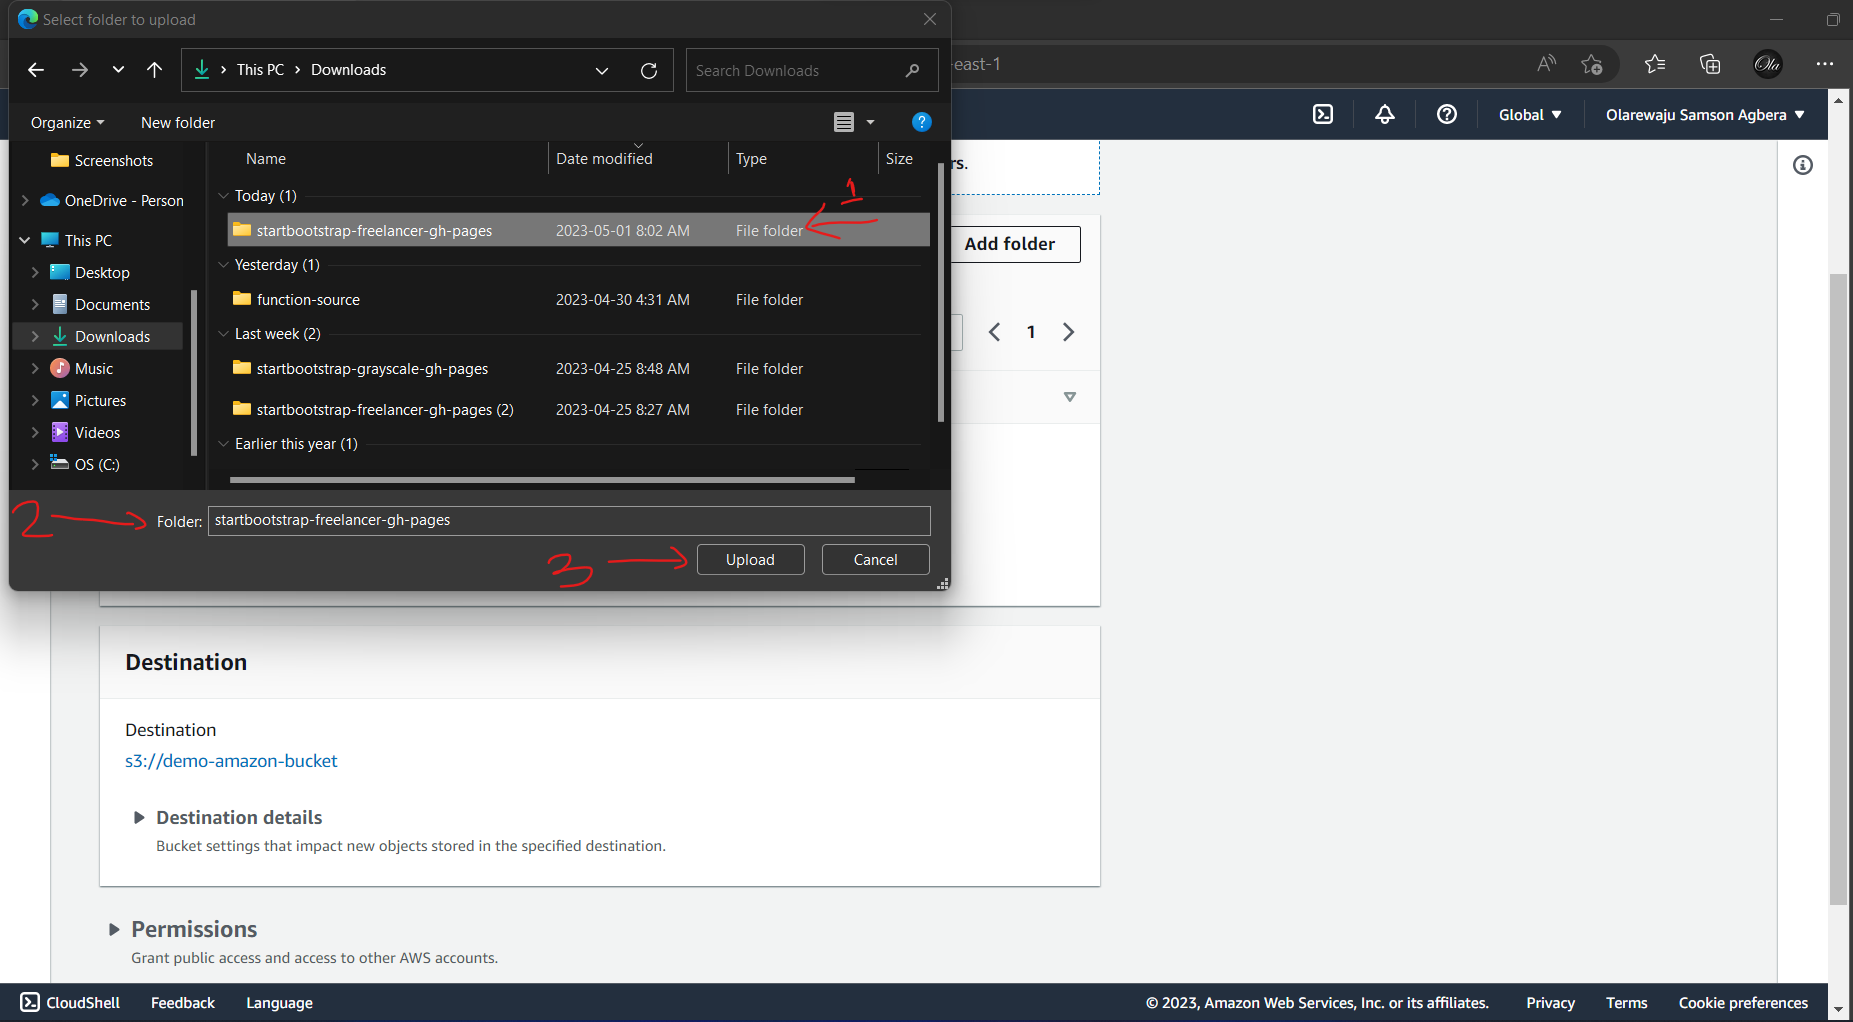 Select folder to upload
This PC > Downloads
Search Downloads
-east-1
Organize
New folder
Global
Olarewaju Samson Agbera
Ola
Screenshots
OneDrive - Person
This PC
Desktop
Documents
Downloads
Music
Pictures
Videos
OS (C:)
Name Date modified Type Size
Today (1)
1
startbootstrap-freelancer-gh-pages 2023-05-01 8:02 AM File folder
Yesterday (1)
function-source 2023-04-30 4:31 AM File folder
Last week (2)
startbootstrap-grayscale-gh-pages 2023-04-25 8:48 AM File folder
startbootstrap-freelancer-gh-pages (2) 2023-04-25 8:27 AM File folder
Earlier this year (1)
2
Folder: startbootstrap-freelancer-gh-pages
3
Upload Cancel
rs.
Add folder
1
Destination
Destination
s3://demo-amazon-bucket
Destination details
Bucket settings that impact new objects stored in the specified destination.
Permissions
Grant public access and access to other AWS accounts.
CloudShell Feedback Language © 2023, Amazon Web Services, Inc. or its affiliates. Privacy Terms Cookie preferences